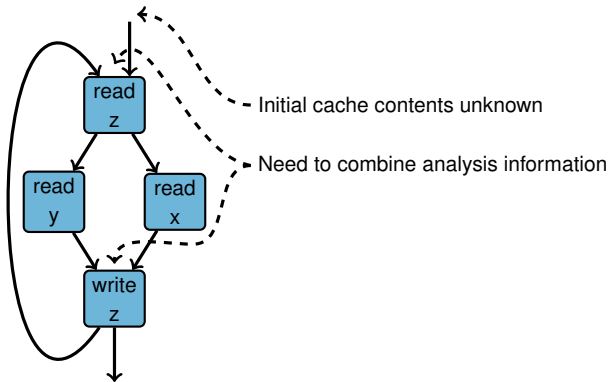 read
z
Initial cache contents unknown
Need to combine analysis information
read
y
read
x
write
z